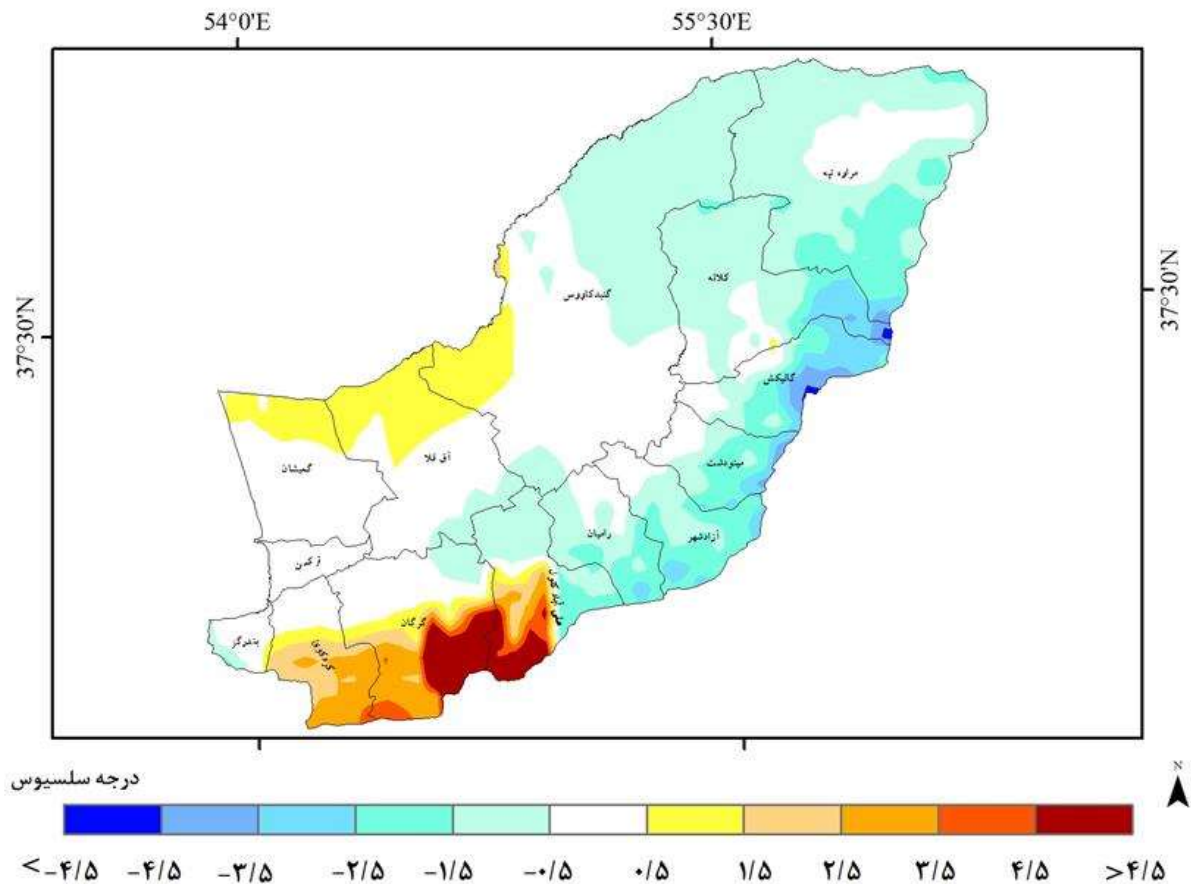 54°0'E 55°30'E
37°30'N
37°30'N
مراوه تپه
کلاله
گنبدکاووس
گالیکش
گمیشان
آق قلا
مینودشت
رامیان
آزادشهر
علی آباد کتول
گرگان
کردکوی
بندرگز
درجه سلسیوس
N
<-۴/۵ -۴/۵ -۳/۵ -۲/۵ -۱/۵ -۰/۵ ۰/۵ ۱/۵ ۲/۵ ۳/۵ ۴/۵ >۴/۵